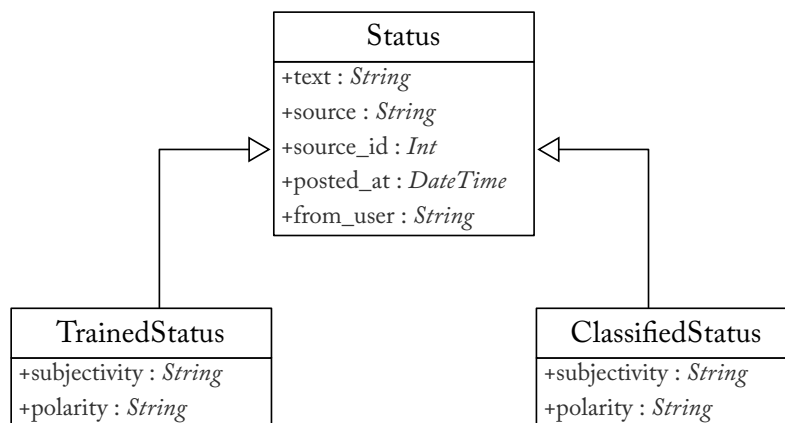 Status
+text : String
+source : String
+source_id : Int
+posted_at : DateTime
+from_user : String
TrainedStatus
+subjectivity : String
+polarity : String
ClassifiedStatus
+subjectivity : String
+polarity : String